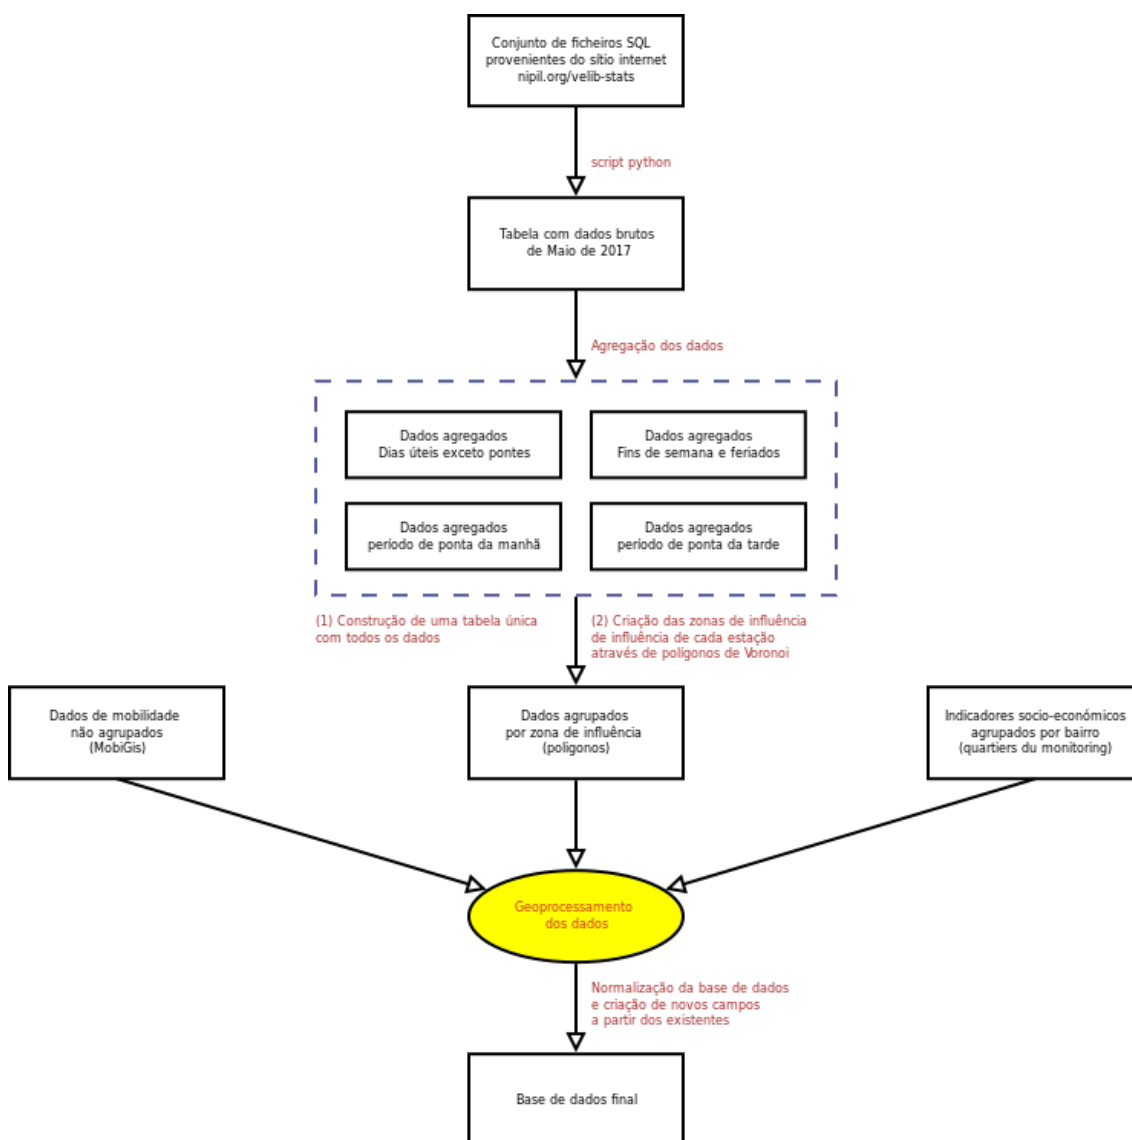 Conjunto de ficheiros SQL
provenientes do sítio internet
nipil.org/velib-stats
script python
Tabela com dados brutos
de Maio de 2017
Agregação dos dados
Dados agregados
Dias úteis exceto pontes
Dados agregados
Fins de semana e feriados
Dados agregados
período de ponta da manhã
Dados agregados
período de ponta da tarde
(1) Construção de uma tabela única
com todos os dados
(2) Criação das zonas de influência
de influência de cada estação
através de polígonos de Voronoi
Dados de mobilidade
não agrupados
(MobiGis)
Dados agrupados
por zona de influência
(poligonos)
Indicadores socio-económicos
agrupados por bairro
(quartiers du monitoring)
Geoprocessamento
dos dados
Normalização da base de dados
e criação de novos campos
a partir dos existentes
Base de dados final